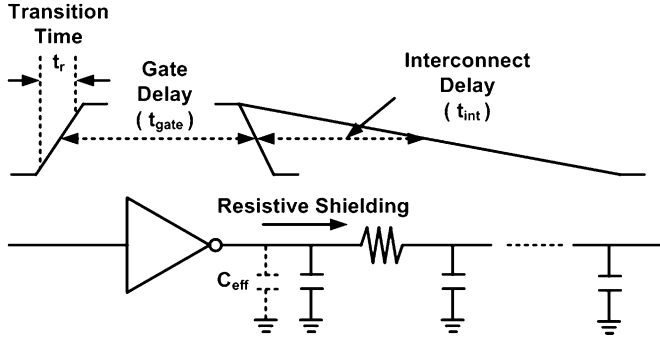 Transition
Time
tr
Gate
Delay
( tgate )
Interconnect
Delay
( tint )
Resistive Shielding
Ceff